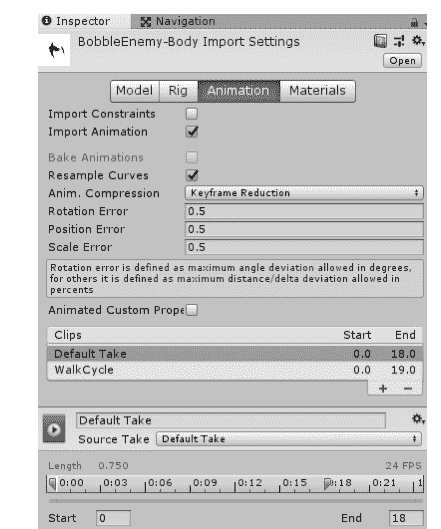 Inspector Navigation
BobbleEnemy-Body Import Settings
Open
Model Rig Animation Materials
Import Constraints
Import Animation
Bake Animations
Resample Curves
Anim. Compression Keyframe Reduction
Rotation Error 0.5
Position Error 0.5
Scale Error 0.5
Rotation error is defined as maximum angle deviation allowed in degrees,
for others it is defined as maximum distance/delta deviation allowed in
percents
Animated Custom Prope
Clips Start End
Default Take 0.0 18.0
WalkCycle 0.0 19.0
+ −
Default Take
Source Take Default Take
Length 0.750 24 FPS
0:00 0:03 0:06 0:09 0:12 0:15 0:18 0:21 1
Start 0 End 18